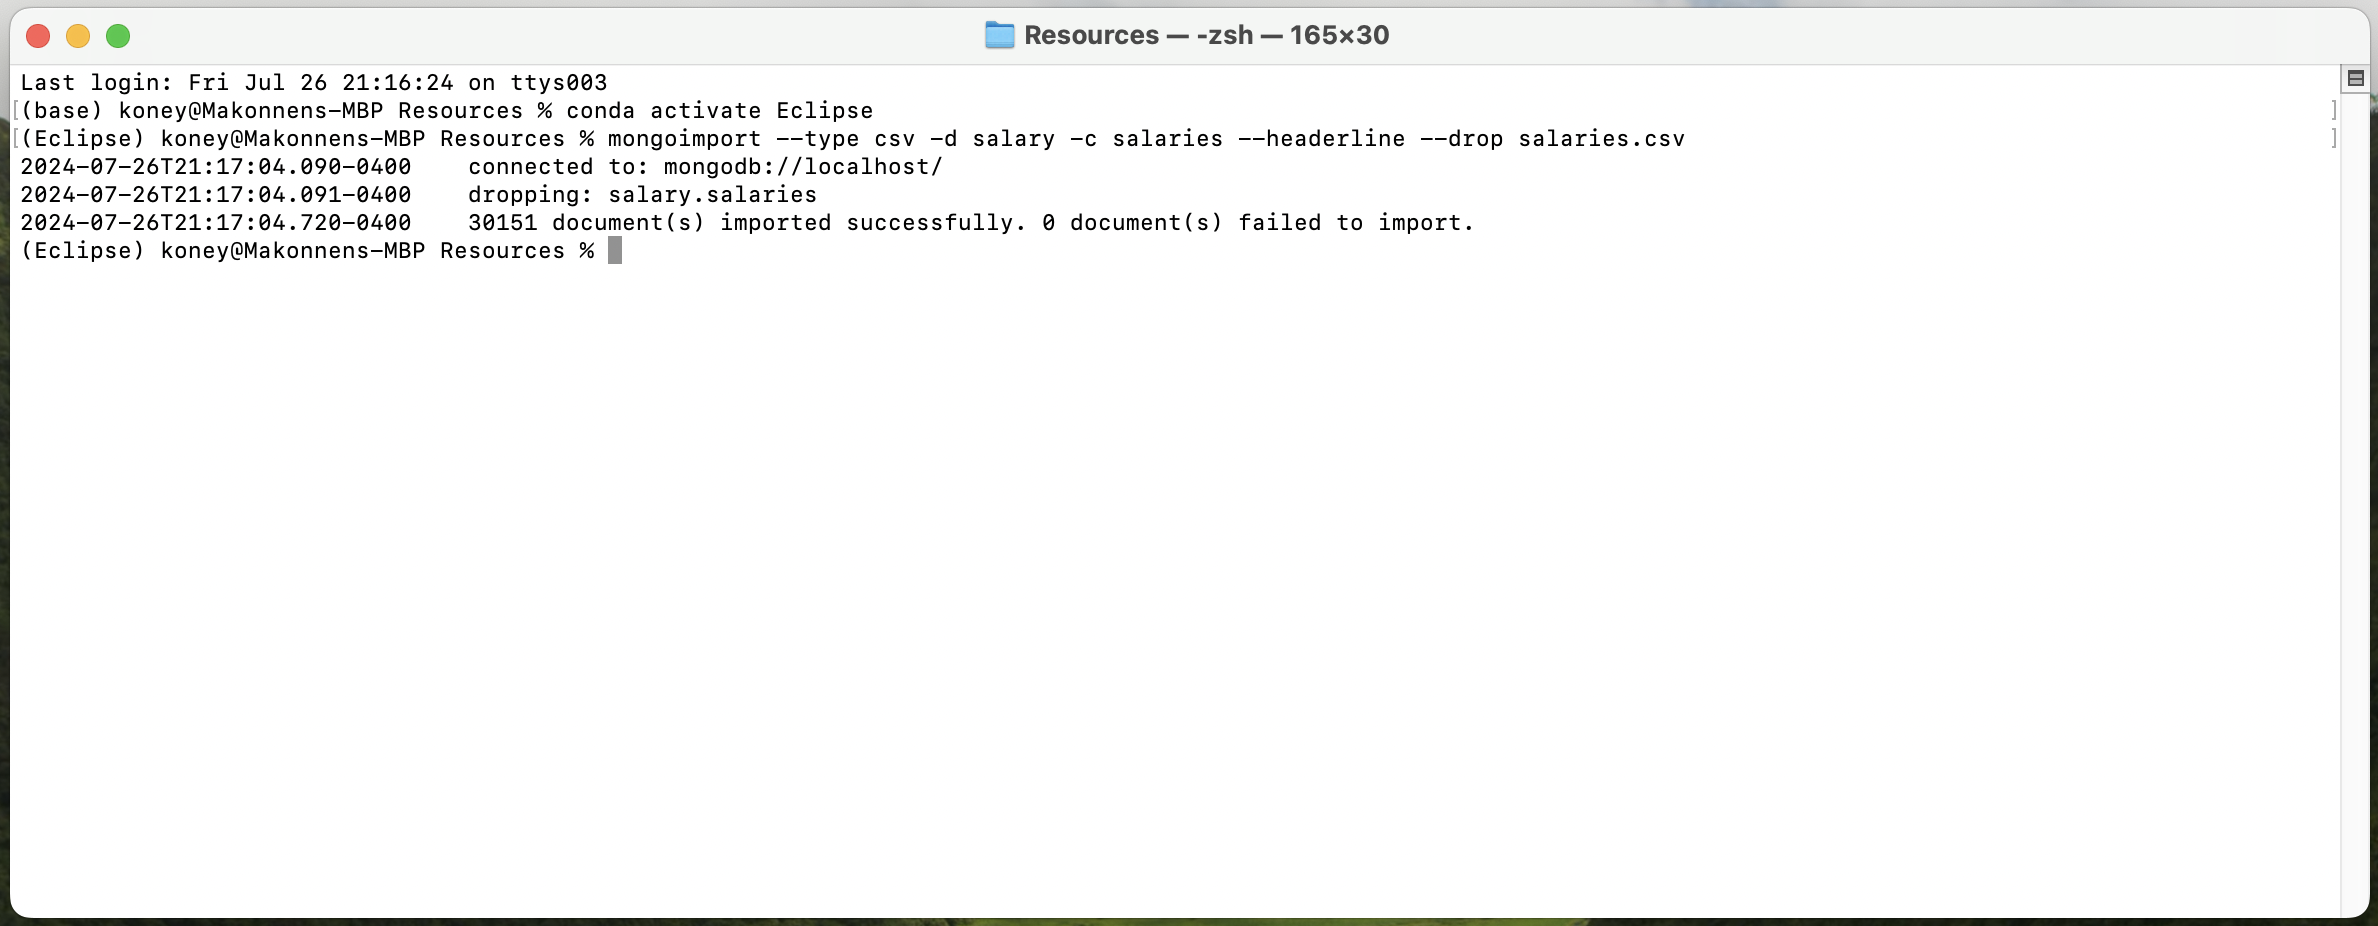 Resources — -zsh — 165×30
Last login: Fri Jul 26 21:16:24 on ttys003
[(base) koney@Makonnens-MBP Resources % conda activate Eclipse ]
[(Eclipse) koney@Makonnens-MBP Resources % mongoimport --type csv -d salary -c salaries --headerline --drop salaries.csv ]
2024-07-26T21:17:04.090-0400    connected to: mongodb://localhost/
2024-07-26T21:17:04.091-0400    dropping: salary.salaries
2024-07-26T21:17:04.720-0400    30151 document(s) imported successfully. 0 document(s) failed to import.
(Eclipse) koney@Makonnens-MBP Resources %